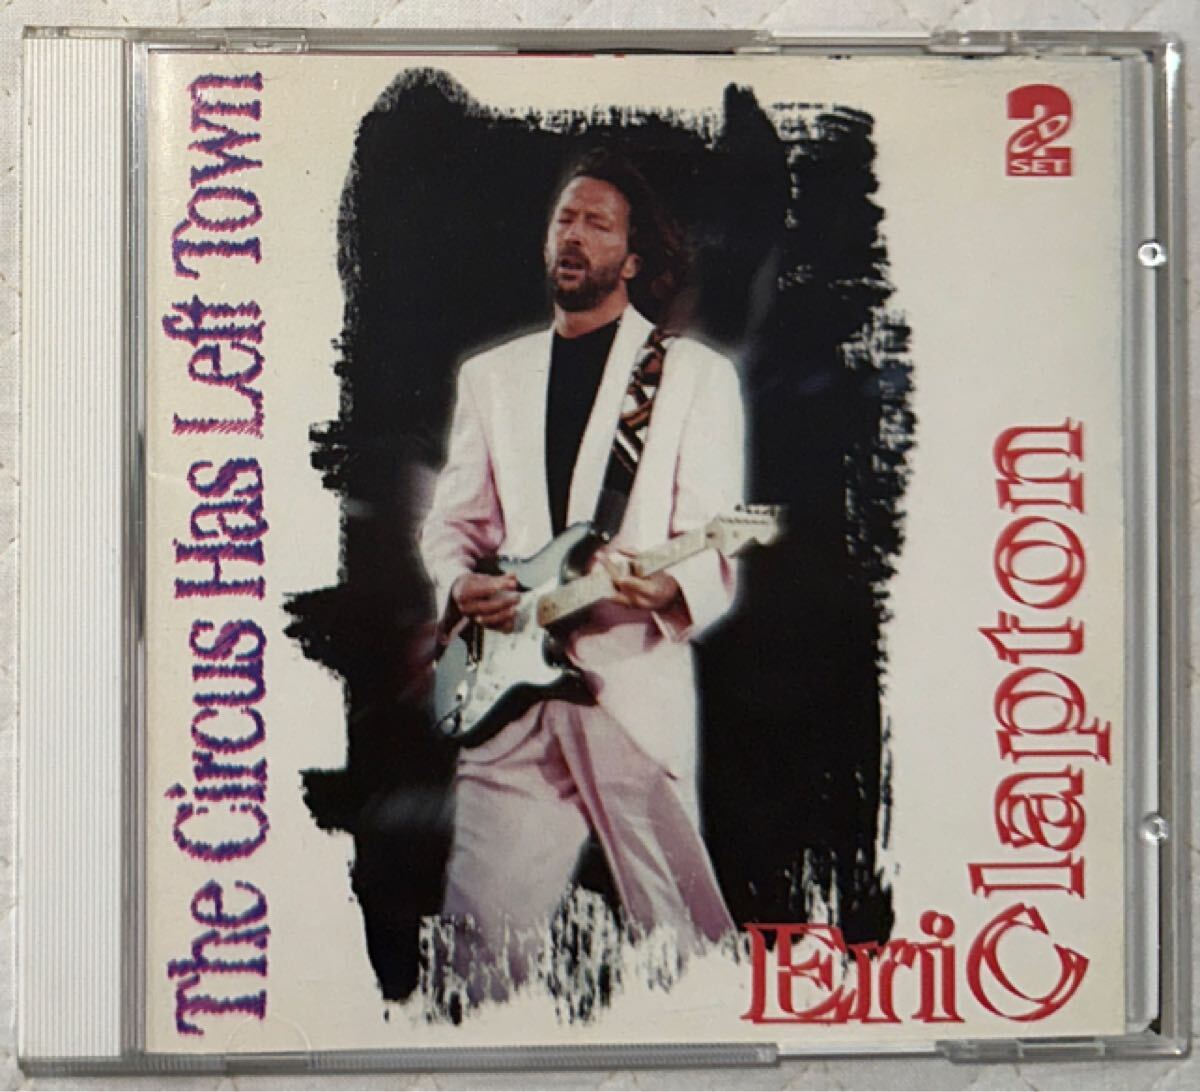 The Circus Has Left Town
2
CD
SET
Eric
Clapton